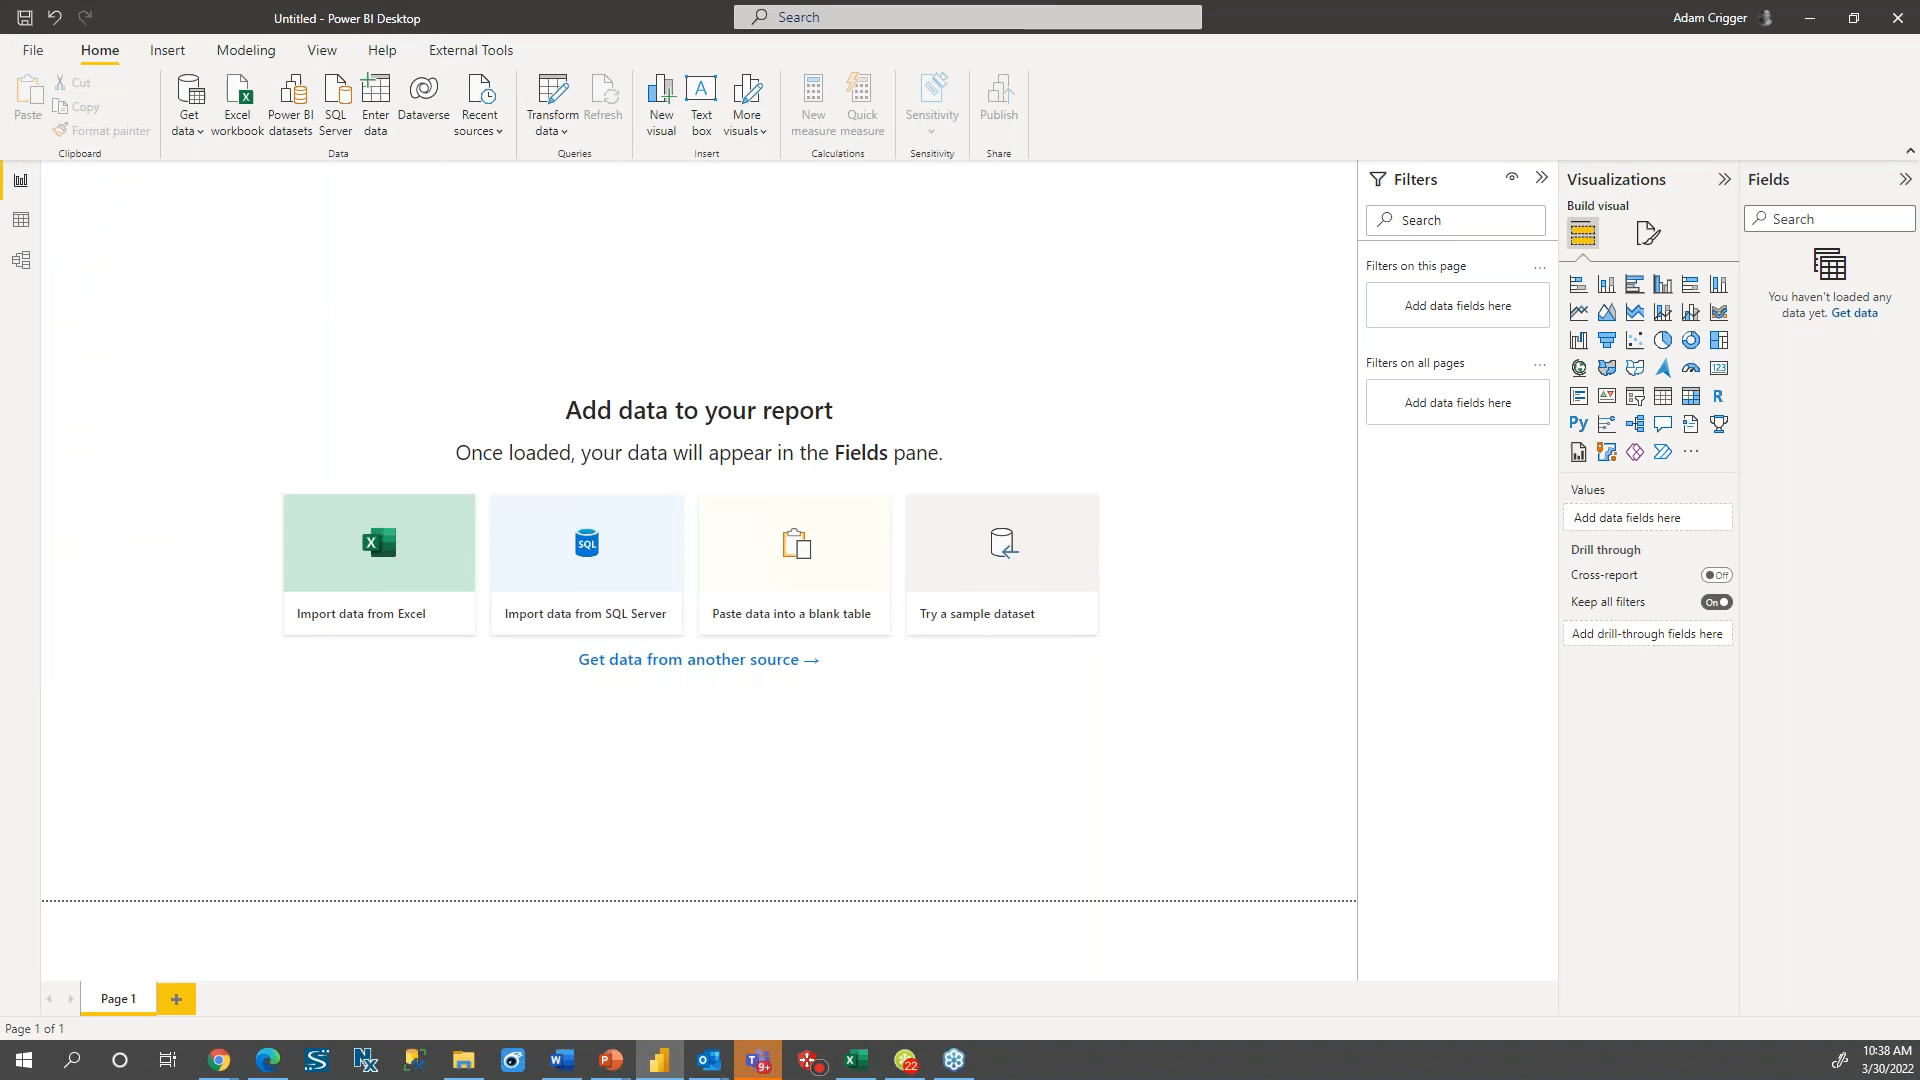 Untitled - Power BI Desktop
Search
Adam Crigger
File Home Insert Modeling View Help External Tools
Paste
Cut
Copy
Format painter
Clipboard
Get data
Excel workbook
Power BI datasets
SQL Server
Enter data
Dataverse
Recent sources
Data
Transform data
Refresh
Queries
New visual
Text box
More visuals
Insert
New measure
Quick measure
Calculations
Sensitivity
Sensitivity
Publish
Share
Filters
Search
Filters on this page
Add data fields here
Filters on all pages
Add data fields here
Visualizations
Build visual
123
R
Py
Values
Add data fields here
Drill through
Cross-report
Off
Keep all filters
On
Add drill-through fields here
Fields
Search
You haven't loaded any
data yet. Get data
Add data to your report
Once loaded, your data will appear in the Fields pane.
SQL
Import data from Excel
Import data from SQL Server
Paste data into a blank table
Try a sample dataset
Get data from another source →
Page 1
Page 1 of 1
9+
22
10:38 AM
3/30/2022